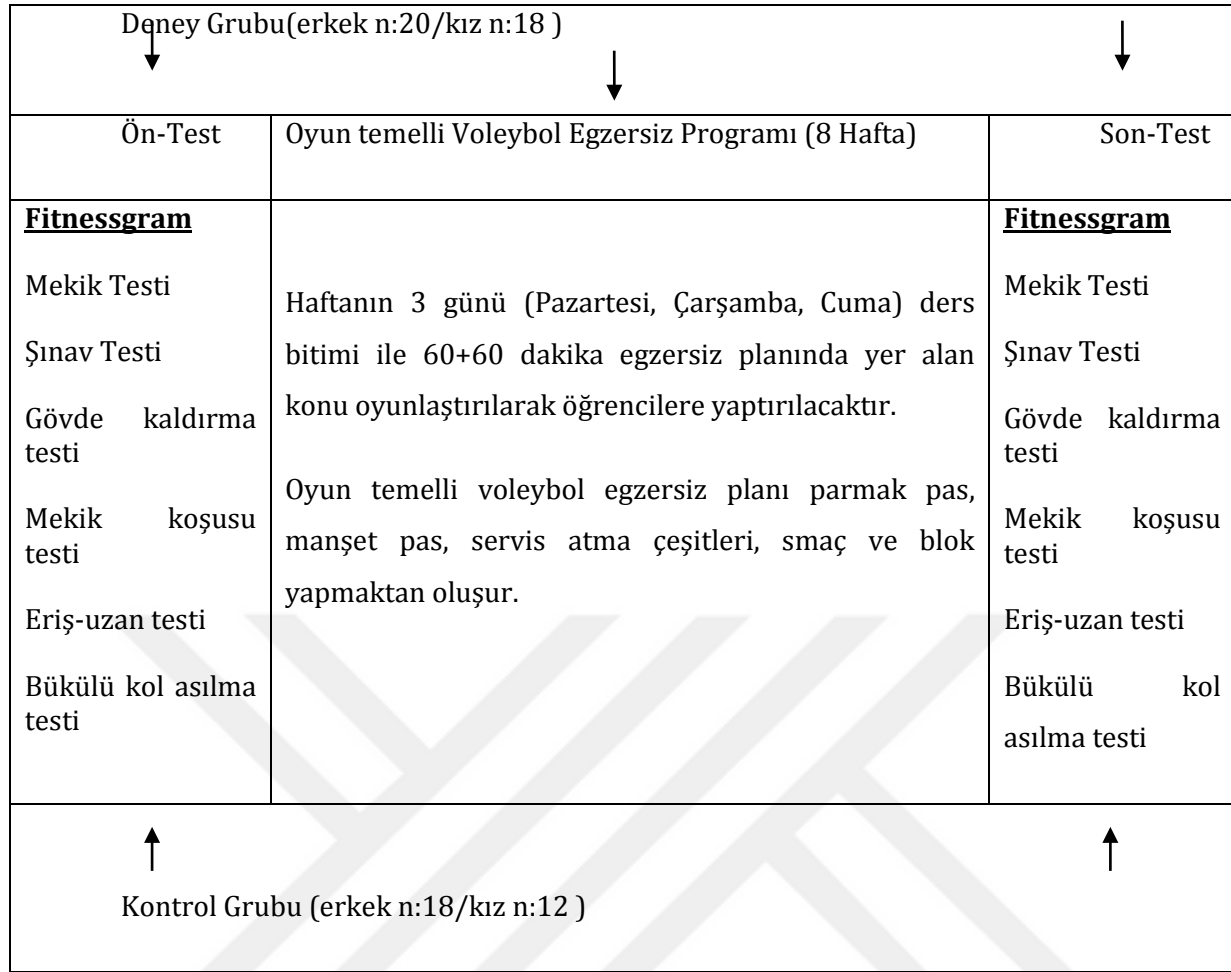 Deney Grubu(erkek n:20/kız n:18 )
Ön-Test
Oyun temelli Voleybol Egzersiz Programı (8 Hafta)
Son-Test
Fitnessgram
Mekik Testi
Şınav Testi
Gövde kaldırma
testi
Mekik koşusu
testi
Eriş-uzan testi
Bükülü kol asılma
testi
Haftanın 3 günü (Pazartesi, Çarşamba, Cuma) ders
bitimi ile 60+60 dakika egzersiz planında yer alan
konu oyunlaştırılarak öğrencilere yaptırılacaktır.
Oyun temelli voleybol egzersiz planı parmak pas,
manşet pas, servis atma çeşitleri, smaç ve blok
yapmaktan oluşur.
Fitnessgram
Mekik Testi
Şınav Testi
Gövde kaldırma
testi
Mekik koşusu
testi
Eriş-uzan testi
Bükülü kol
asılma testi
Kontrol Grubu (erkek n:18/kız n:12 )